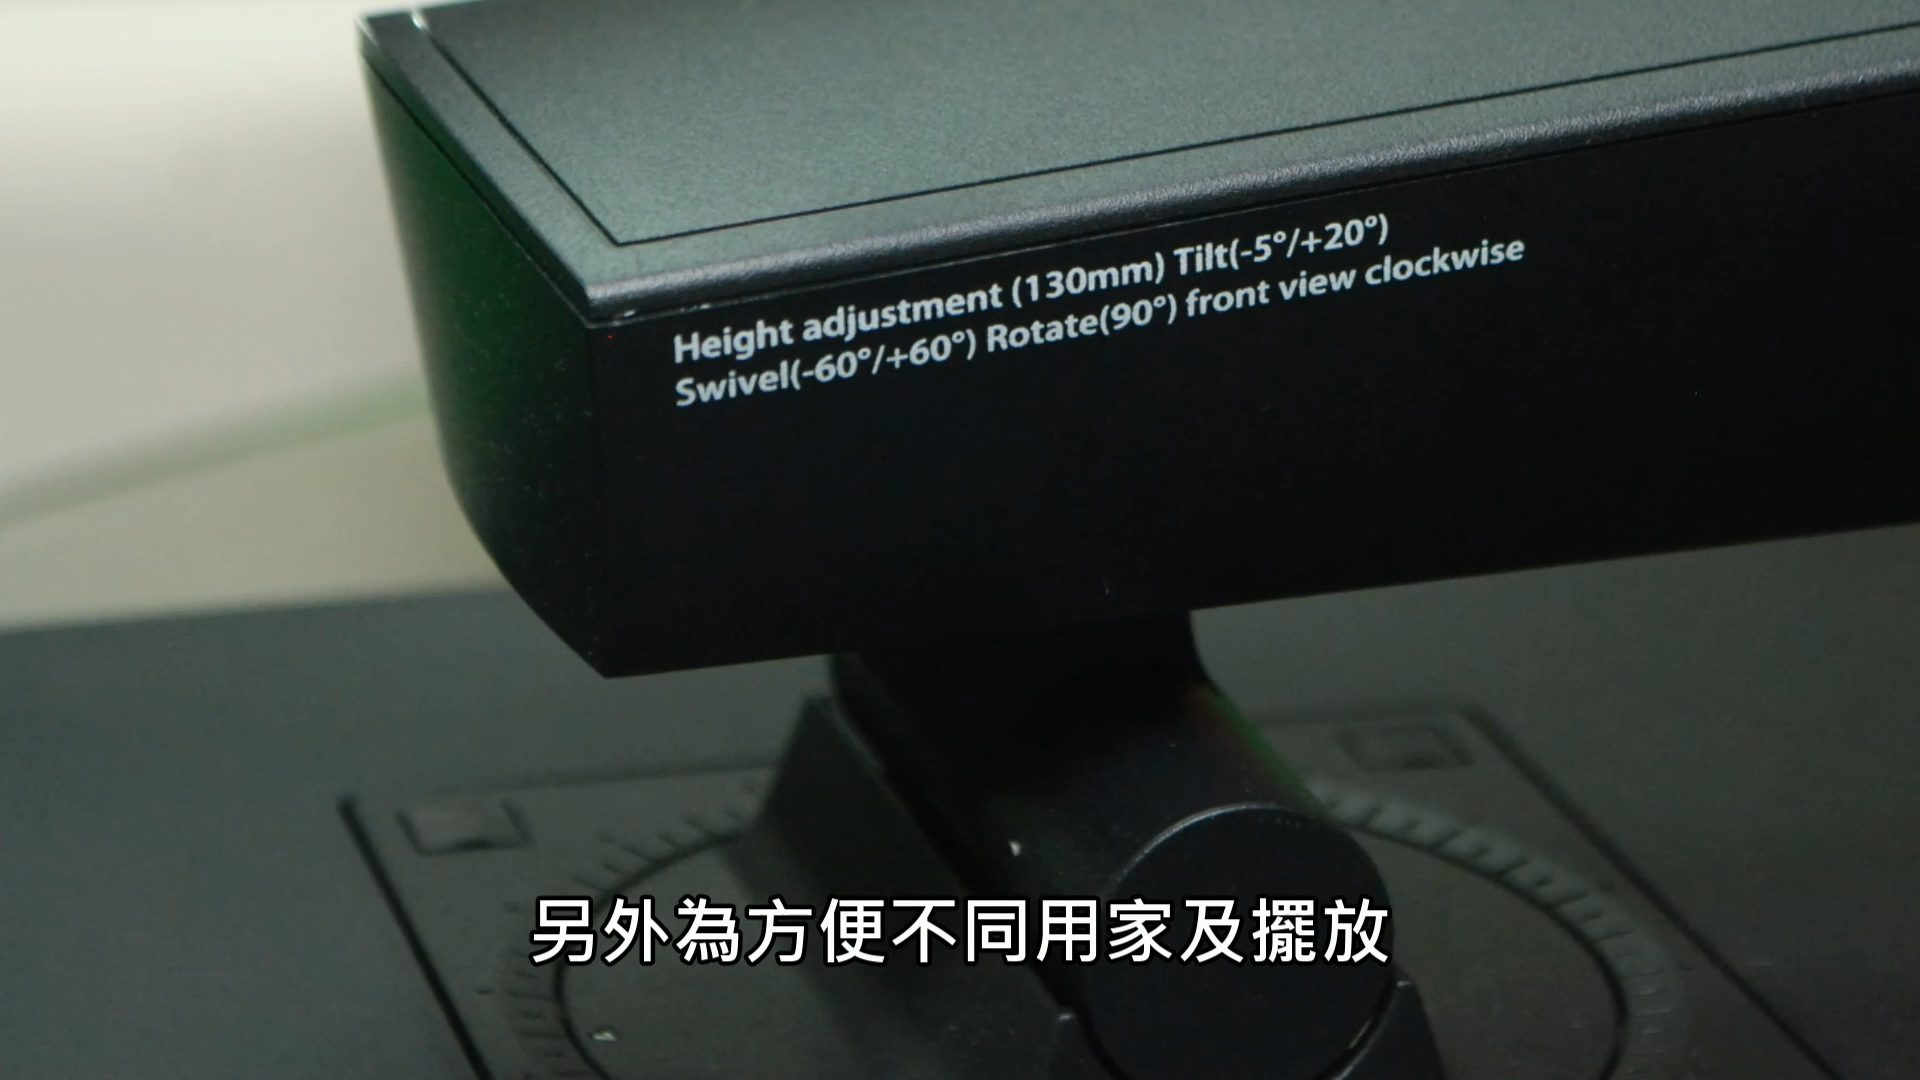 Height adjustment (130mm) Tilt(-5°/+20°)
Swivel(-60°/+60°) Rotate(90°) front view clockwise
另外為方便不同用家及擺放